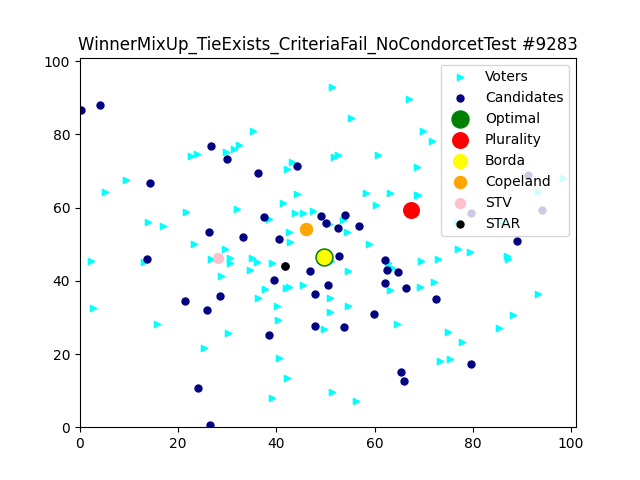 WinnerMixUp_TieExists_CriteriaFail_NoCondorcetTest #9283
100
80
60
40
20
0
0 20 40 60 80 100
Voters
Candidates
Optimal
Plurality
Borda
Copeland
STV
STAR